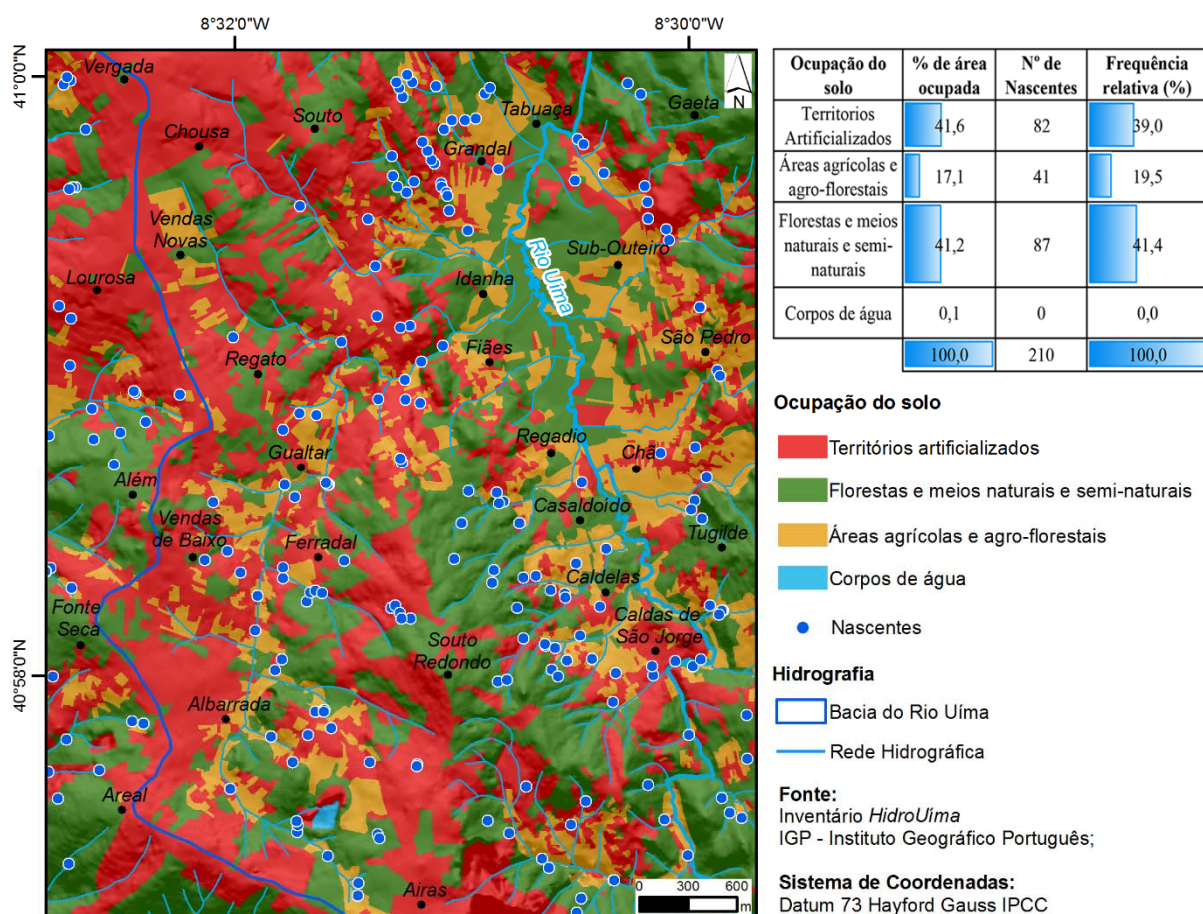 8°32'0"W
8°30'0"W
41°0'0"N
40°58'0"N
Vergada
Chousa
Souto
Tabuaça
Gaeta
Grandal
Vendas
Novas
Sub-Outeiro
Rio Uíma
Idanha
Lourosa
São Pedro
Fiães
Regato
Regadio
Chã
Gualtar
Além
Casaldoido
Vendas
de Baixo
Ferradal
Tugilde
Caldelas
Fonte
Seca
Caldas de
São Jorge
Souto
Redondo
Albarrada
Areal
Airas
N
0 300 600
m
Ocupação do solo | % de área ocupada | Nº de Nascentes | Frequência relativa (%)
Territorios Artificializados 41,6 82 39,0
Áreas agrícolas e agro-florestais 17,1 41 19,5
Florestas e meios naturais e semi-naturais 41,2 87 41,4
Corpos de água 0,1 0 0,0
100,0 210 100,0
Ocupação do solo
Territórios artificializados
Florestas e meios naturais e semi-naturais
Áreas agrícolas e agro-florestais
Corpos de água
Nascentes
Hidrografia
Bacia do Rio Uíma
Rede Hidrográfica
Fonte:
Inventário HidroUíma
IGP - Instituto Geográfico Português;
Sistema de Coordenadas:
Datum 73 Hayford Gauss IPCC